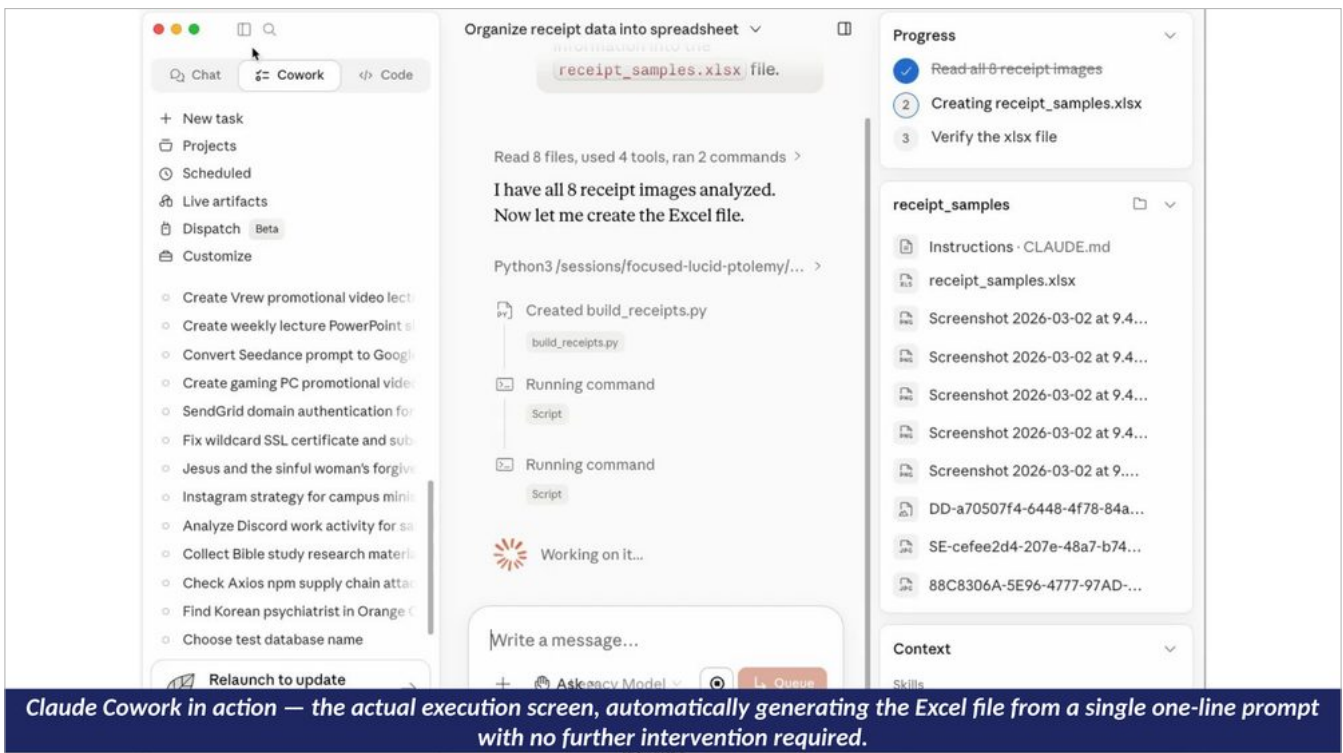 Chat
Cowork
Code
New task
Projects
Scheduled
Live artifacts
Dispatch Beta
Customize
Create Vrew promotional video lect
Create weekly lecture PowerPoint s
Convert Seedance prompt to Googl
Create gaming PC promotional vide
SendGrid domain authentication for
Fix wildcard SSL certificate and sub
Jesus and the sinful woman's forgive
Instagram strategy for campus mini
Analyze Discord work activity for sa
Collect Bible study research materi
Check Axios npm supply chain atta
Find Korean psychiatrist in Orange C
Choose test database name
Relaunch to update
Organize receipt data into spreadsheet
information into the
receipt_samples.xlsx file.
Read 8 files, used 4 tools, ran 2 commands >
I have all 8 receipt images analyzed.
Now let me create the Excel file.
Python3 /sessions/focused-lucid-ptolemy/... >
Created build_receipts.py
build_receipts.py
Running command
Script
Running command
Script
Working on it...
Write a message...
Ask
Model
Queue
Progress
Read all 8 receipt images
2 Creating receipt_samples.xlsx
3 Verify the xlsx file
receipt_samples
Instructions · CLAUDE.md
receipt_samples.xlsx
Screenshot 2026-03-02 at 9.4...
Screenshot 2026-03-02 at 9.4...
Screenshot 2026-03-02 at 9.4...
Screenshot 2026-03-02 at 9.4...
Screenshot 2026-03-02 at 9....
DD-a70507f4-6448-4f78-84a...
SE-cefee2d4-207e-48a7-b74...
88C8306A-5E96-4777-97AD-...
Context
Skills
Claude Cowork in action — the actual execution screen, automatically generating the Excel file from a single one-line prompt
with no further intervention required.